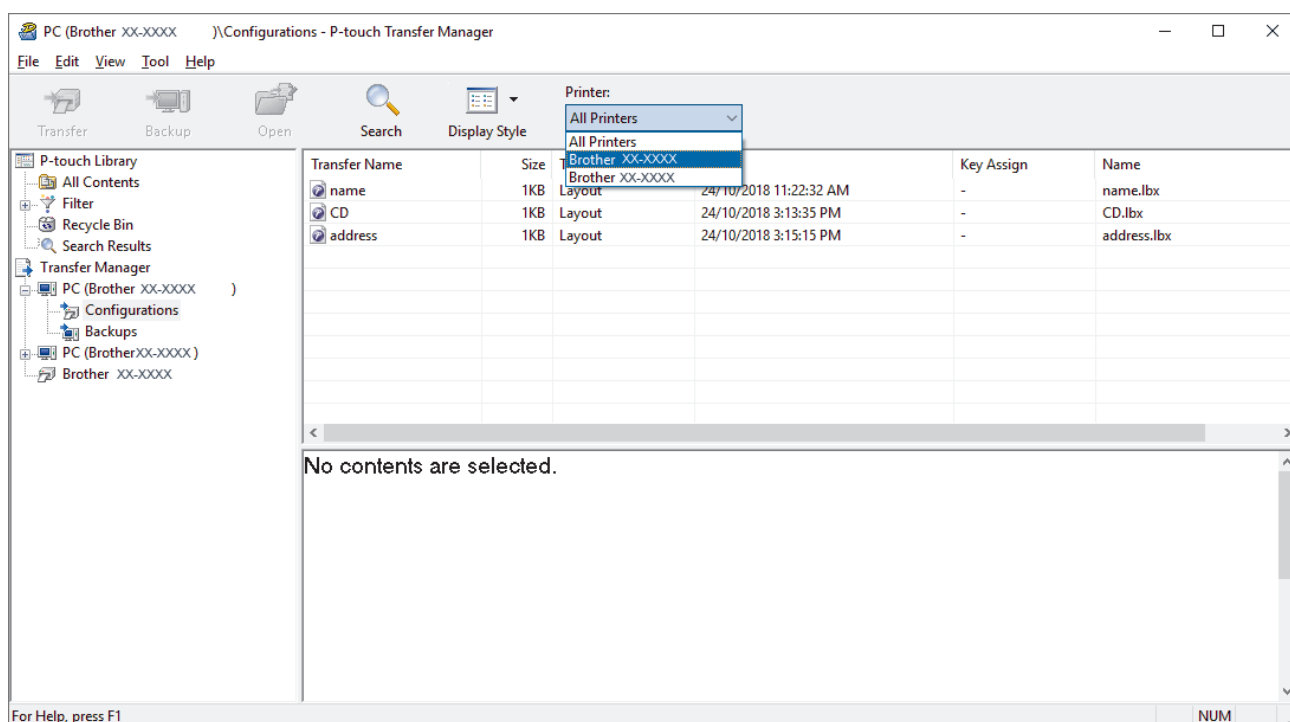 PC (Brother XX-XXXX )\Configurations - P-touch Transfer Manager
File Edit View Tool Help
Transfer Backup Open Search Display Style
Printer:
All Printers
All Printers
Brother XX-XXXX
Brother XX-XXXX
P-touch Library
All Contents
Filter
Recycle Bin
Search Results
Transfer Manager
PC (Brother XX-XXXX )
Configurations
Backups
PC (BrotherXX-XXXX)
Brother XX-XXXX
Transfer Name Size Key Assign Name
name 1KB Layout 24/10/2018 11:22:32 AM - name.lbx
CD 1KB Layout 24/10/2018 3:13:35 PM - CD.lbx
address 1KB Layout 24/10/2018 3:15:15 PM - address.lbx
No contents are selected.
For Help, press F1
NUM